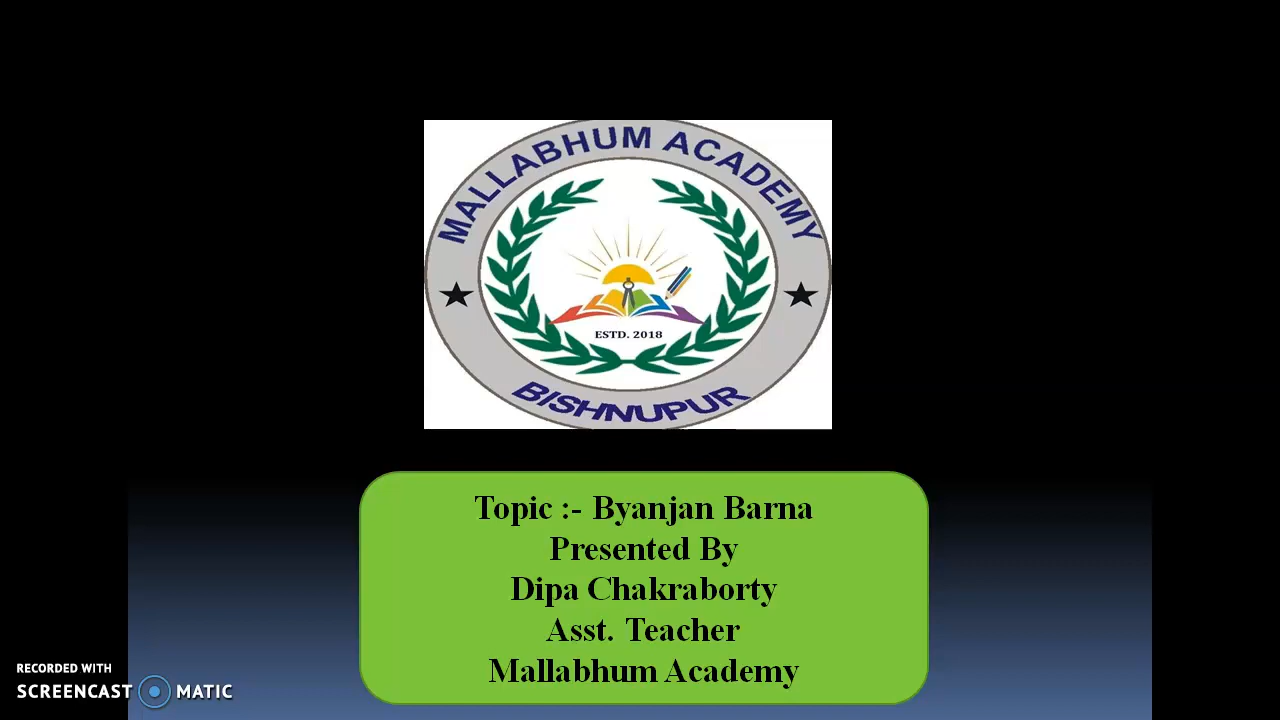 MALLABHUM ACADEMY
ESTD. 2018
BISHNUPUR
Topic :- Byanjan Barna
Presented By
Dipa Chakraborty
Asst. Teacher
Mallabhum Academy
RECORDED WITH
SCREENCAST MATIC